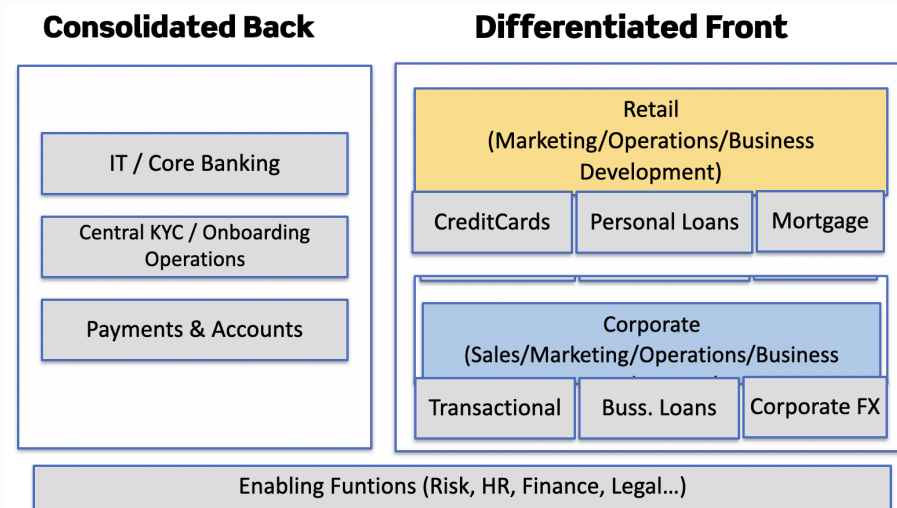 Consolidated Back
Differentiated Front
IT / Core Banking
Central KYC / Onboarding
Operations
Payments & Accounts
Retail
(Marketing/Operations/Business
Development)
CreditCards
Personal Loans
Mortgage
Corporate
(Sales/Marketing/Operations/Business
Transactional
Buss. Loans
Corporate FX
Enabling Funtions (Risk, HR, Finance, Legal...)